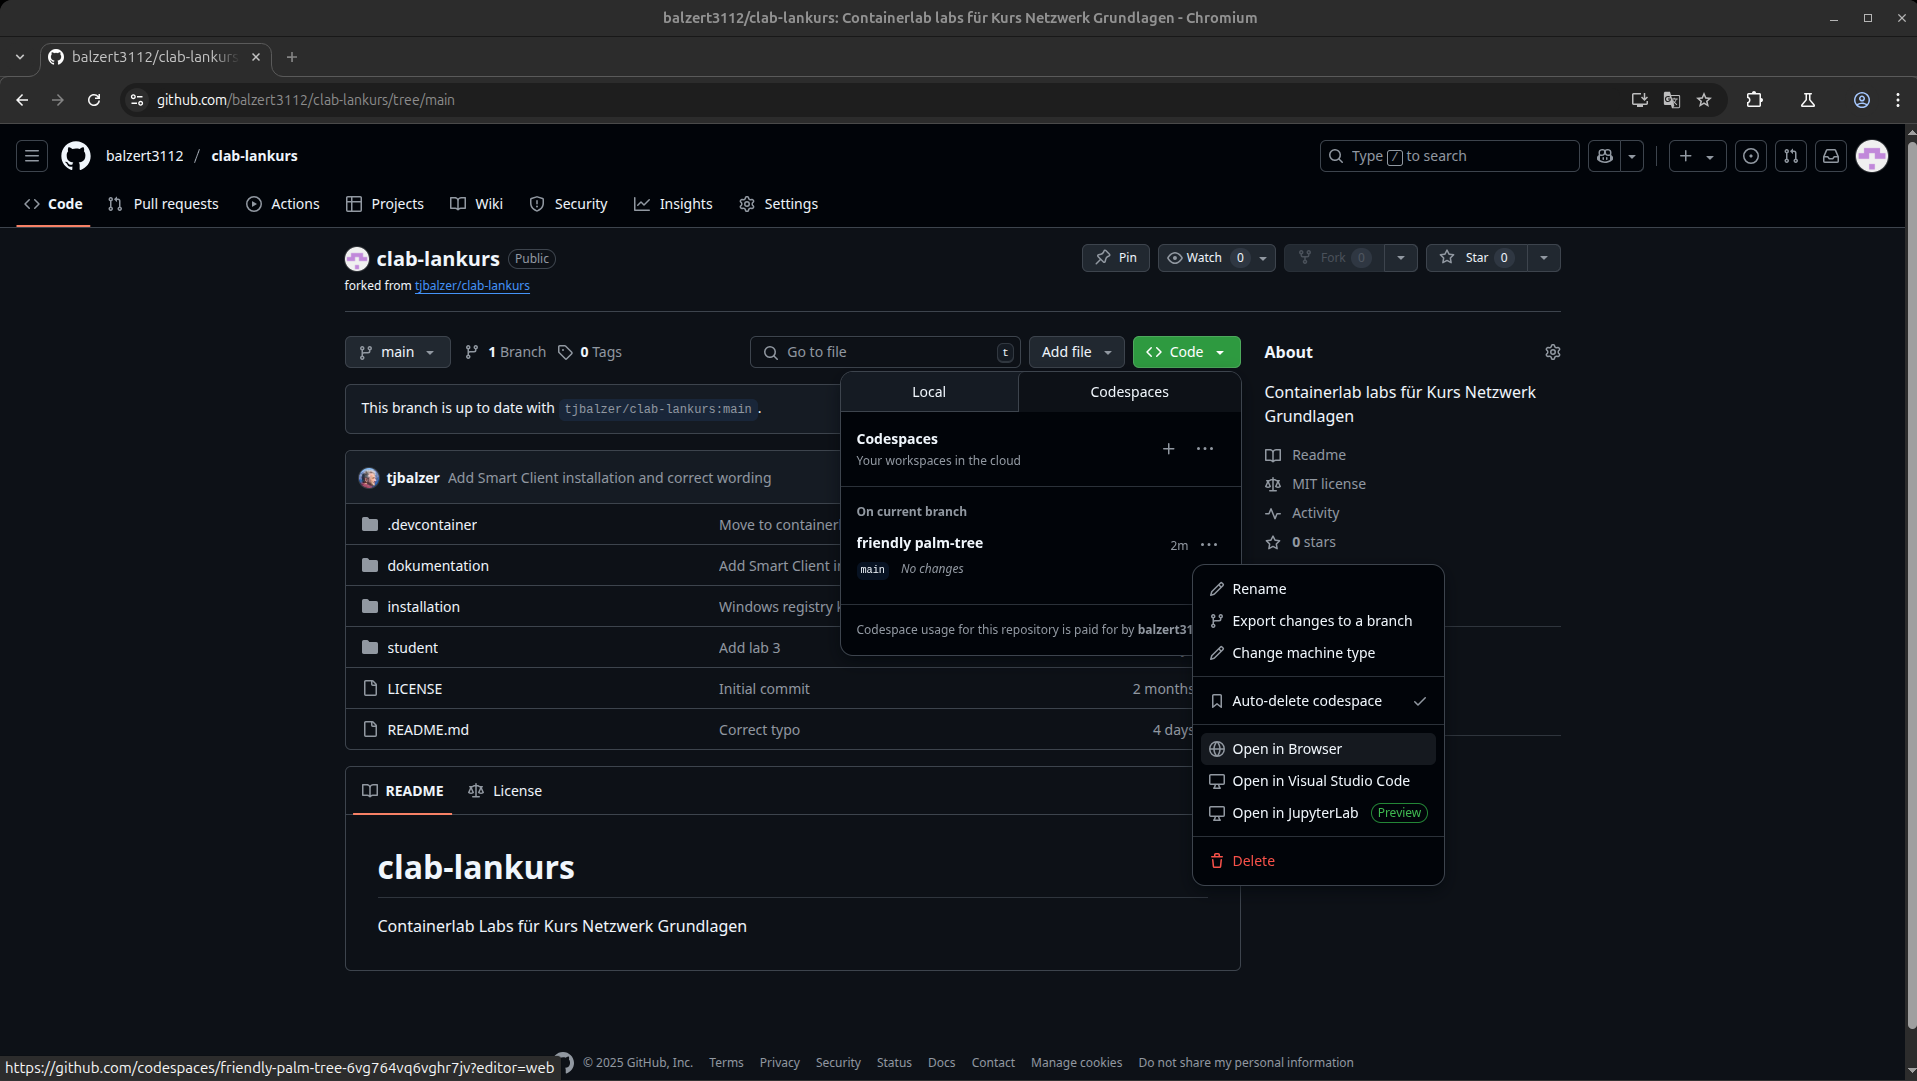 balzert3112/clab-lankurs: Containerlab labs für Kurs Netzwerk Grundlagen - Chromium
balzert3112/clab-lankurs
github.com/balzert3112/clab-lankurs/tree/main
balzert3112 / clab-lankurs
Type / to search
Code Pull requests Actions Projects Wiki Security Insights Settings
clab-lankurs Public
Pin Watch 0 Fork 0 Star 0
forked from tjbalzer/clab-lankurs
main 1 Branch 0 Tags Go to file t Add file Code
About
Containerlab labs für Kurs Netzwerk
Grundlagen
Readme
MIT license
Activity
0 stars
This branch is up to date with tjbalzer/clab-lankurs:main.
Local Codespaces
Codespaces
Your workspaces in the cloud
On current branch
friendly palm-tree 2m
main No changes
Codespace usage for this repository is paid for by balzert31
Rename
Export changes to a branch
Change machine type
Auto-delete codespace
Open in Browser
Open in Visual Studio Code
Open in JupyterLab Preview
Delete
tjbalzer Add Smart Client installation and correct wording
.devcontainer Move to container
dokumentation Add Smart Client i
installation Windows registry
student Add lab 3
LICENSE Initial commit 2 months
README.md Correct typo 4 days
README License
clab-lankurs
Containerlab Labs für Kurs Netzwerk Grundlagen
© 2025 GitHub, Inc. Terms Privacy Security Status Docs Contact Manage cookies Do not share my personal information
https://github.com/codespaces/friendly-palm-tree-6vg764vq6vghr7jv?editor=web